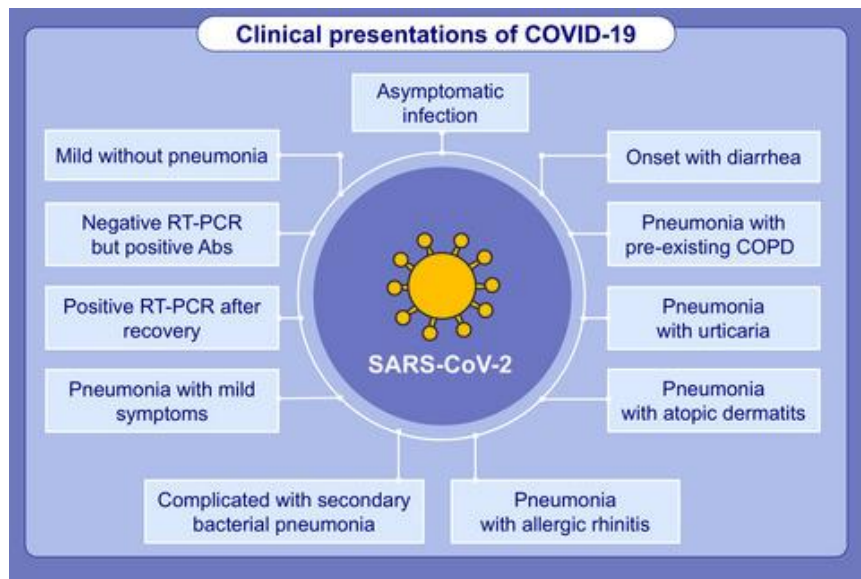 Clinical presentations of COVID-19
Asymptomatic
infection
Mild without pneumonia
Onset with diarrhea
Negative RT-PCR
but positive Abs
Pneumonia with
pre-existing COPD
Positive RT-PCR after
recovery
Pneumonia
with urticaria
SARS-CoV-2
Pneumonia with mild
symptoms
Pneumonia
with atopic dermatits
Complicated with secondary
bacterial pneumonia
Pneumonia
with allergic rhinitis